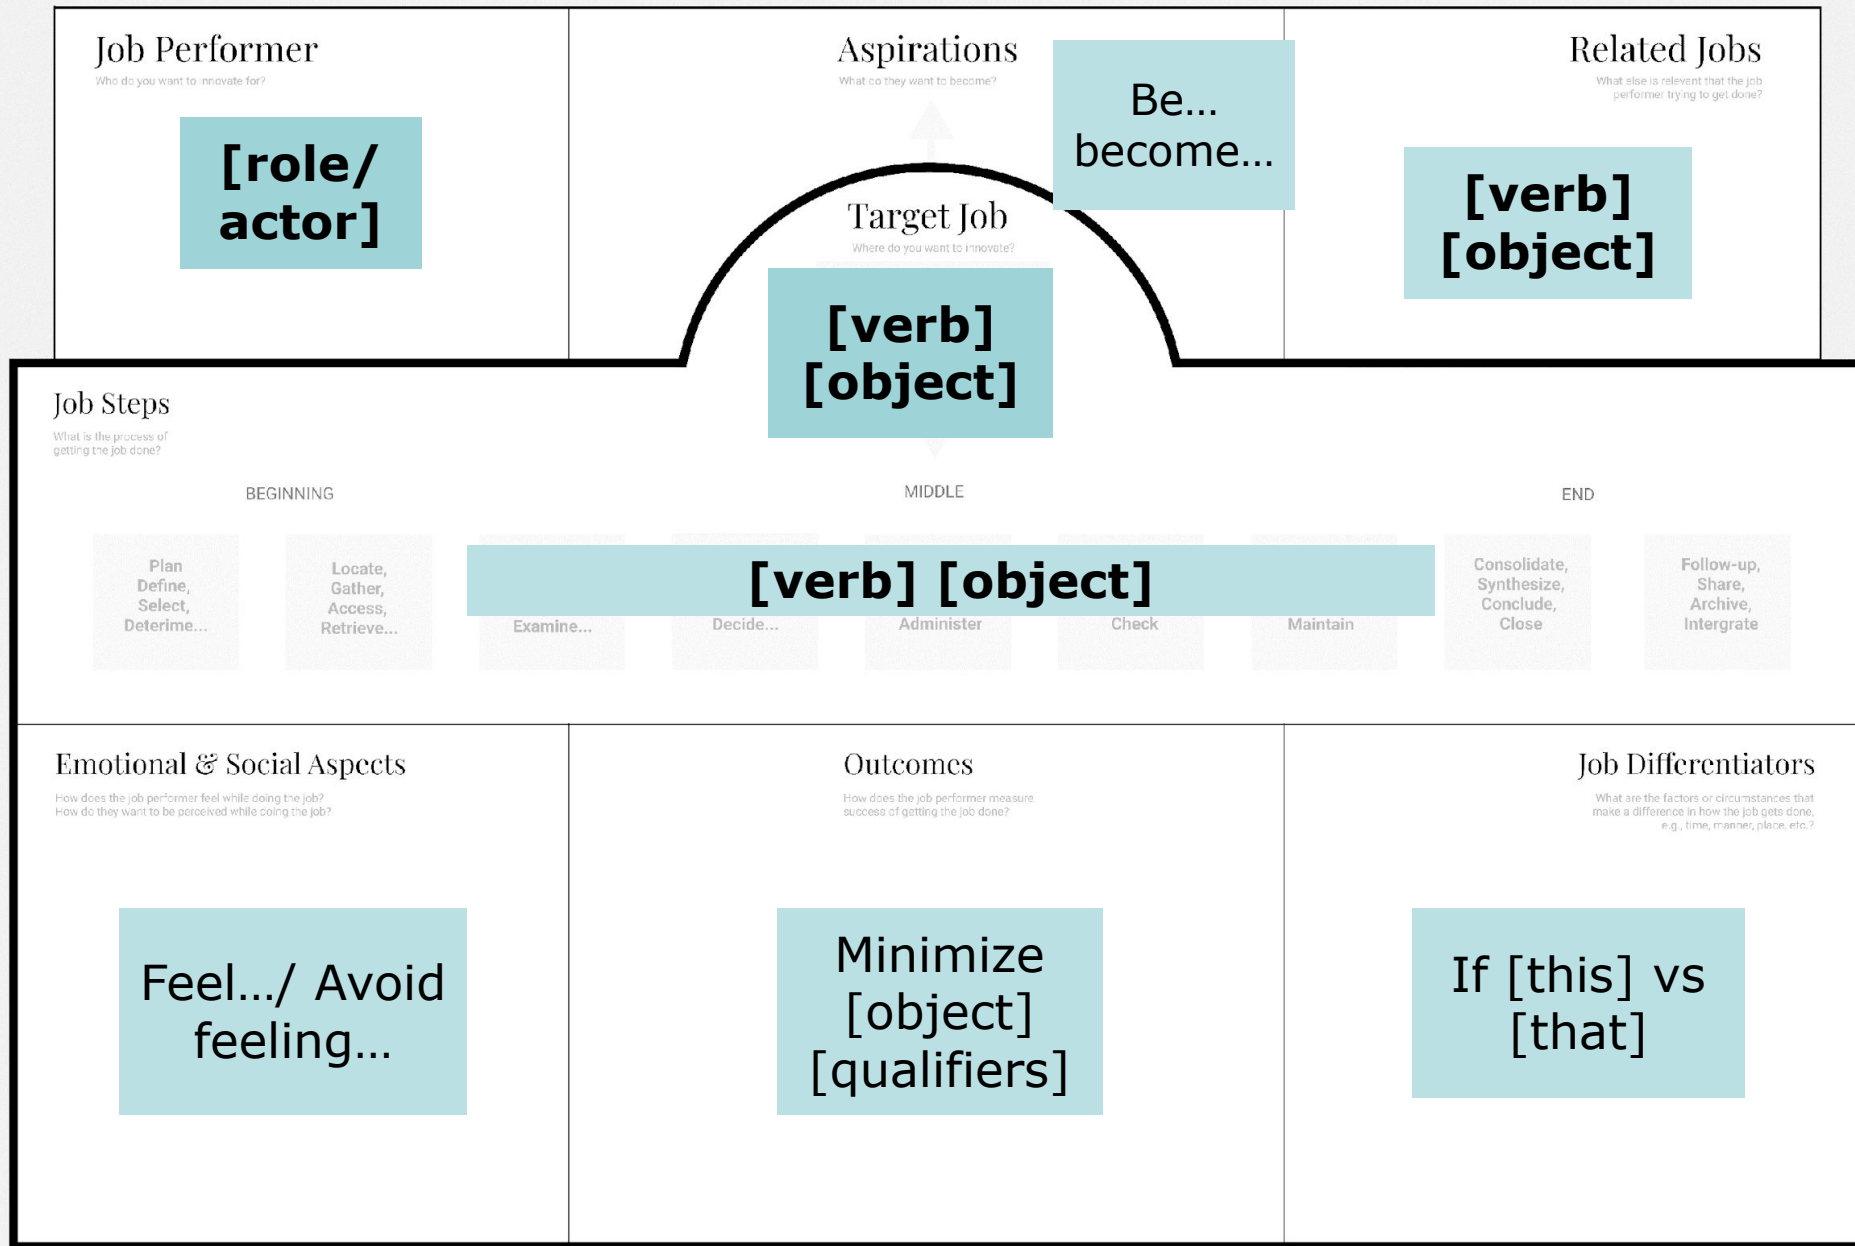 Job Performer
Who do you want to innovate for?
[role/
actor]
Aspirations
What do they want to become?
Be...
become...
Related Jobs
What else is relevant that the job
performer trying to get done?
[verb]
[object]
Target Job
Where do you want to innovate?
[verb]
[object]
Job Steps
What is the process of
getting the job done?
BEGINNING
MIDDLE
END
Plan
Define,
Select,
Deterime...
Locate,
Gather,
Access,
Retrieve...
[verb] [object]
Examine...
Decide...
Administer
Check
Maintain
Consolidate,
Synthesize,
Conclude,
Close
Follow-up,
Share,
Archive,
Intergrate
Emotional & Social Aspects
How does the job performer feel while doing the job?
How do they want to be perceived while doing the job?
Feel.../ Avoid
feeling...
Outcomes
How does the job performer measure
success of getting the job done?
Minimize
[object]
[qualifiers]
Job Differentiators
What are the factors or circumstances that
make a difference in how the job gets done,
e.g., time, manner, place, etc.?
If [this] vs
[that]